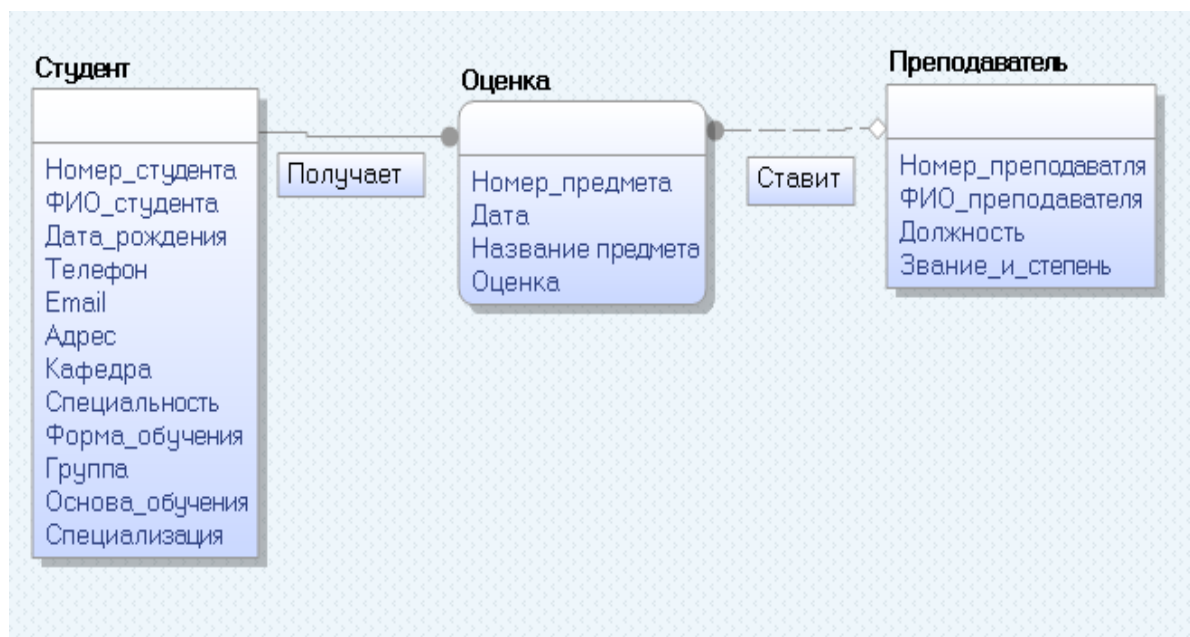 Студент
Номер_студента
ФИО_студента
Дата_рождения
Телефон
Email
Адрес
Кафедра
Специальность
Форма_обучения
Группа
Основа_обучения
Специализация
Получает
Оценка
Номер_предмета
Дата
Название предмета
Оценка
Ставит
Преподаватель
Номер_преподаватля
ФИО_преподавателя
Должность
Звание_и_степень